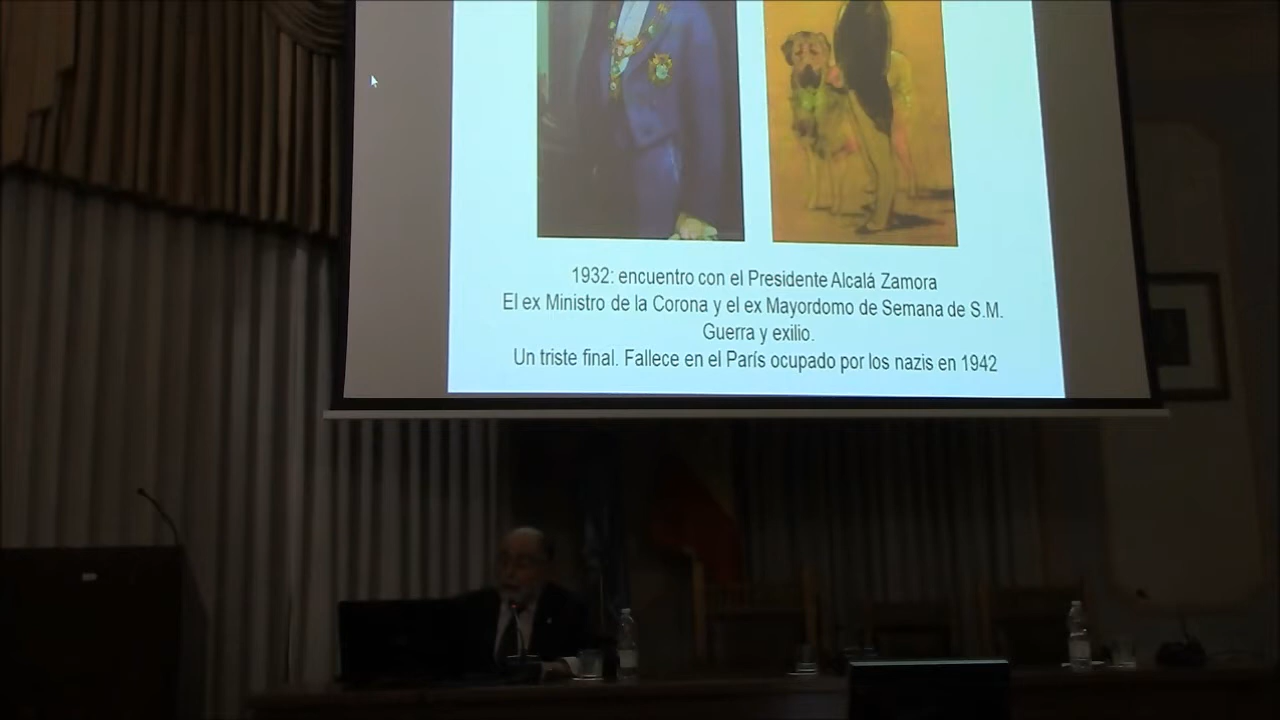 1932: encuentro con el Presidente Alcalá Zamora
El ex Ministro de la Corona y el ex Mayordomo de Semana de S.M.
Guerra y exilio.
Un triste final. Fallece en el París ocupado por los nazis en 1942